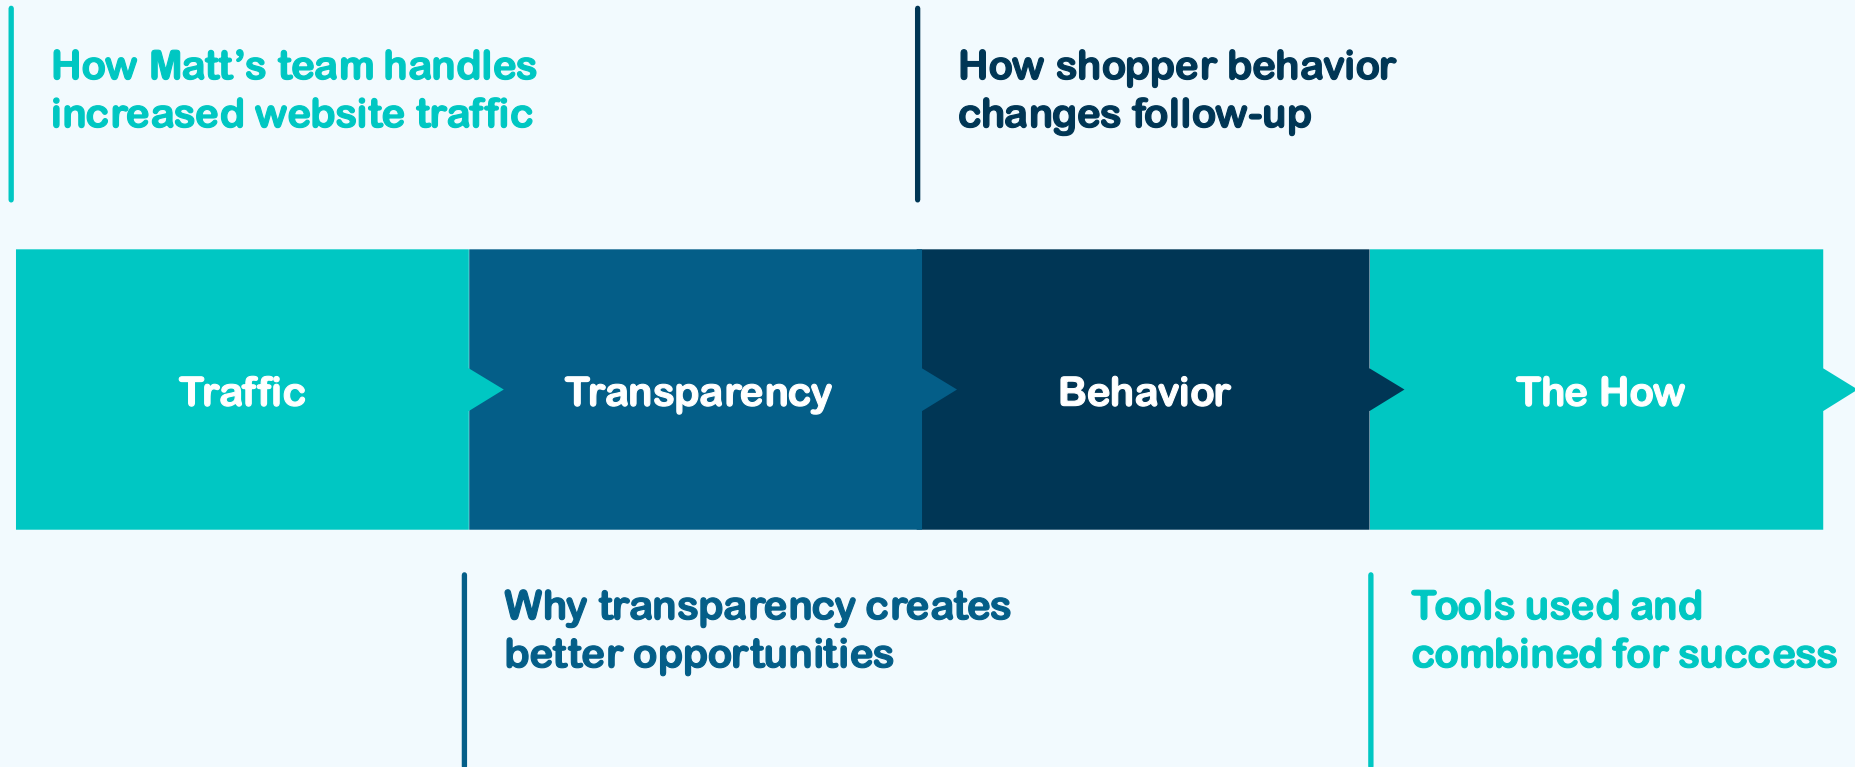 How Matt’s team handles
increased website traffic
How shopper behavior
changes follow-up
Traffic
Transparency
Behavior
The How
Why transparency creates
better opportunities
Tools used and
combined for success